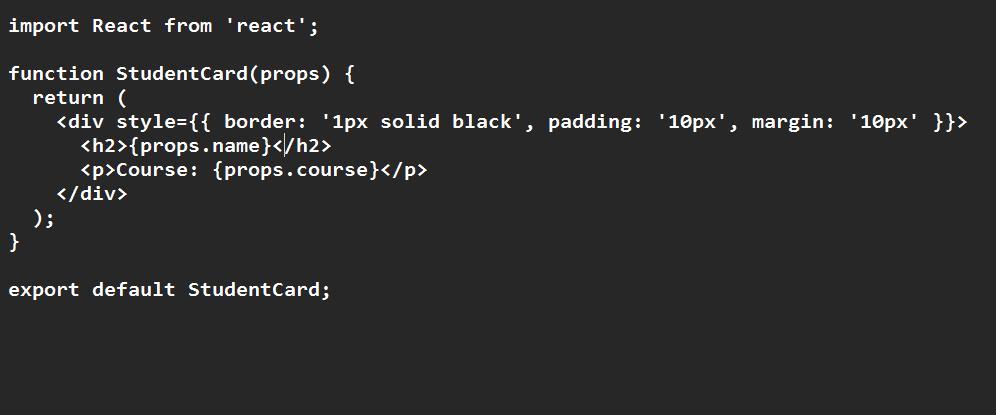 import React from 'react';

function StudentCard(props) {
  return (
    <div style={{ border: '1px solid black', padding: '10px', margin: '10px' }}>
      <h2>{props.name}</h2>
      <p>Course: {props.course}</p>
    </div>
  );
}

export default StudentCard;